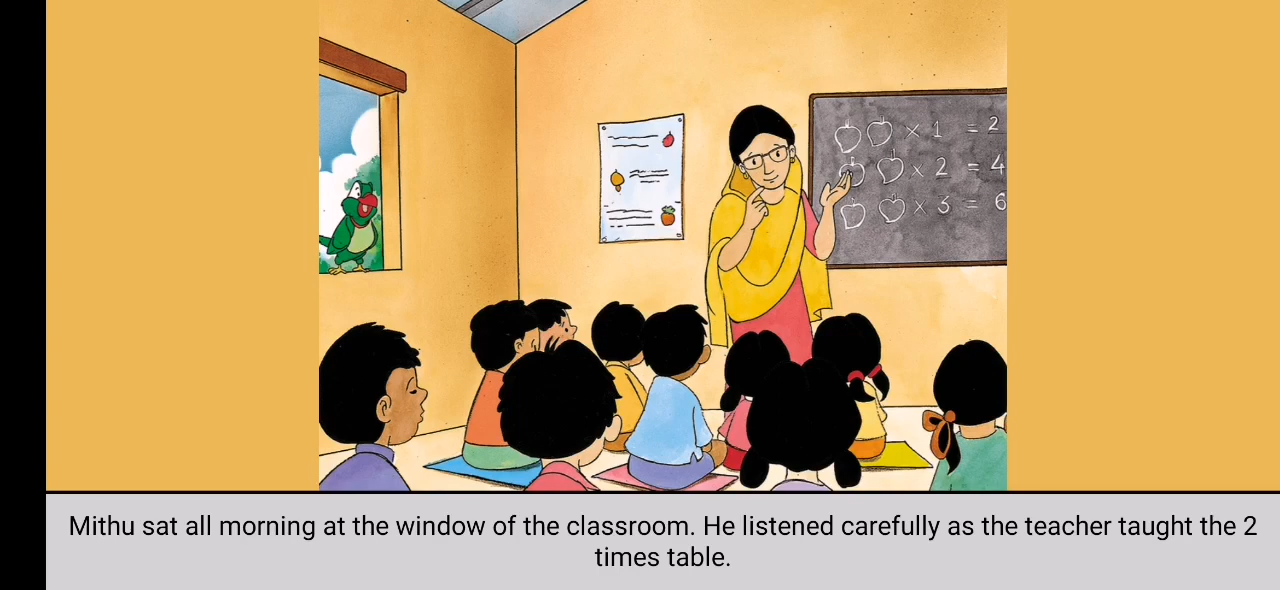 × 1 = 2
× 2 = 4
× 3 = 6
Mithu sat all morning at the window of the classroom. He listened carefully as the teacher taught the 2
times table.